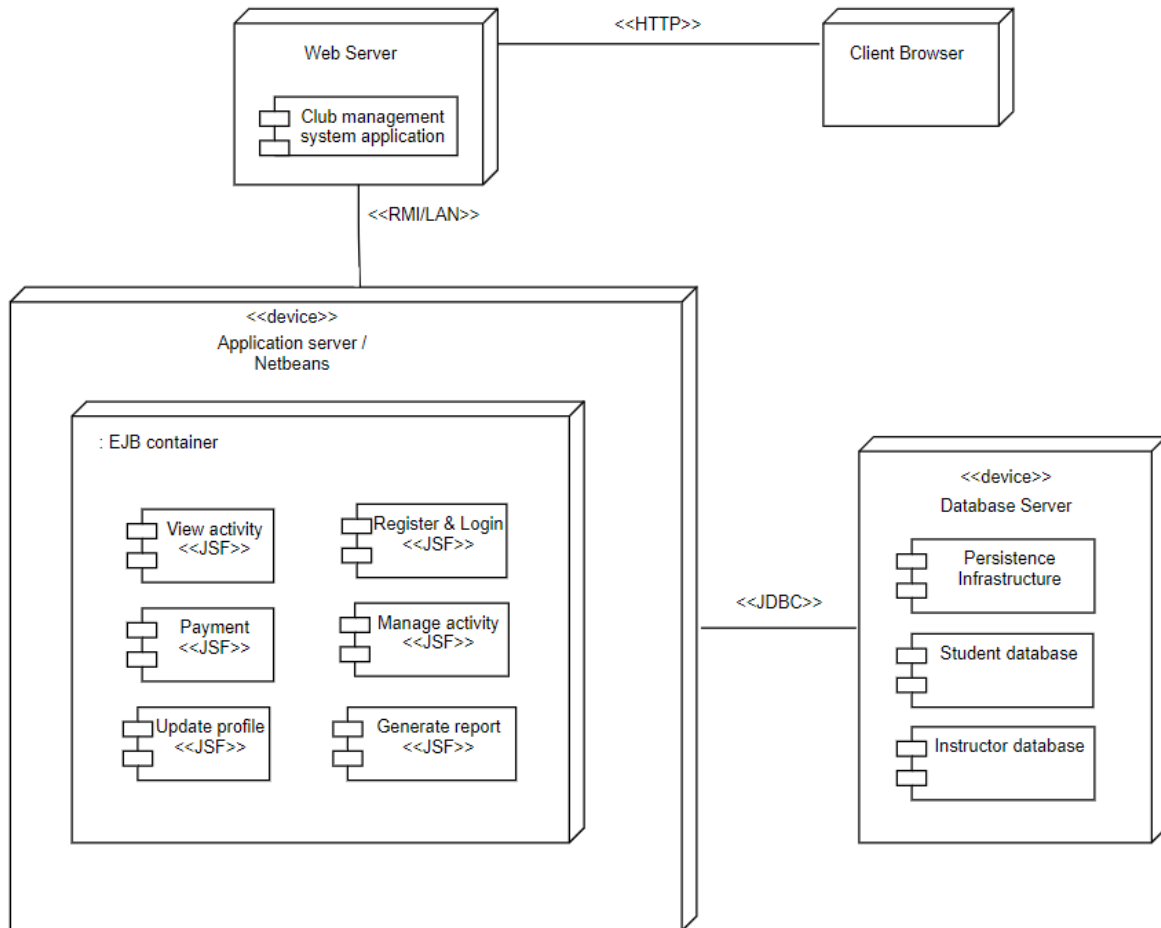 <<HTTP>>
Web Server
Client Browser
Club management
system application
<<RMI/LAN>>
<<device>>
Application server /
Netbeans
: EJB container
View activity
<<JSF>>
Register & Login
<<JSF>>
Payment
<<JSF>>
Manage activity
<<JSF>>
Update profile
<<JSF>>
Generate report
<<JSF>>
<<JDBC>>
<<device>>
Database Server
Persistence
Infrastructure
Student database
Instructor database